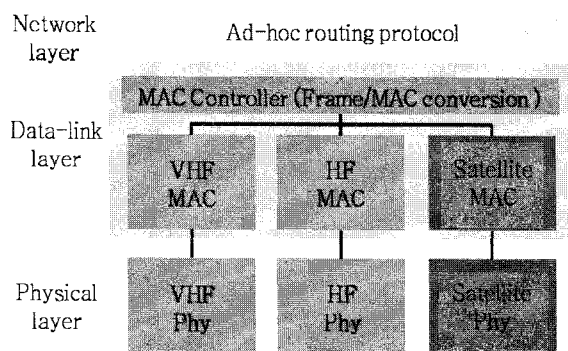 Network
layer
Ad-hoc routing protocol
MAC Controller (Frame/MAC conversion)
Data-link
layer
VHF
MAC
HF
MAC
Satellite
MAC
Physical
layer
VHF
Phy
HF
Phy
Satellite
Phy